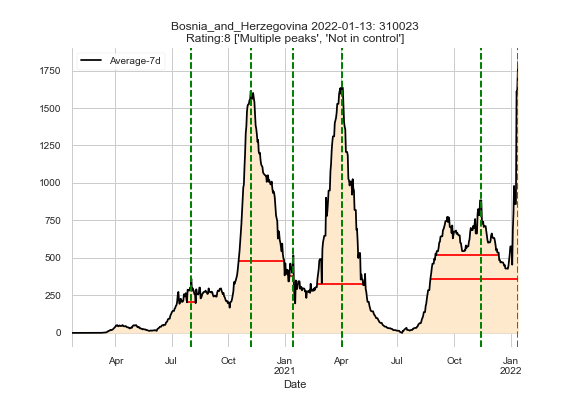 Bosnia_and_Herzegovina 2022-01-13: 310023
Rating:8 ['Multiple peaks', 'Not in control']
Average-7d
1750
1500
1250
1000
750
500
250
0
Apr Jul Oct Jan Apr Jul Oct Jan
2021 2022
Date